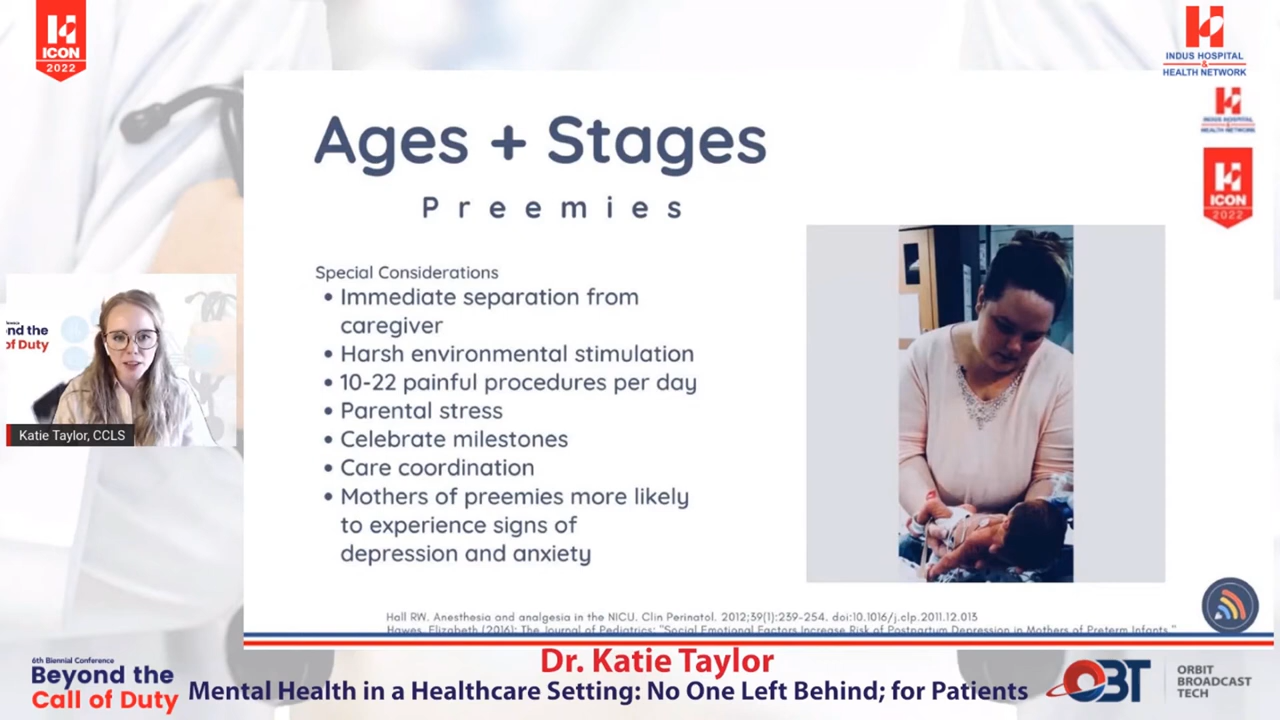 ICON
2022
INDUS HOSPITAL
&
HEALTH NETWORK
INDUS HOSPITAL
&
HEALTH NETWORK
ICON
2022
Ages + Stages
Preemies
Special Considerations
• Immediate separation from
caregiver
• Harsh environmental stimulation
• 10-22 painful procedures per day
• Parental stress
• Celebrate milestones
• Care coordination
• Mothers of preemies more likely
to experience signs of
depression and anxiety
nd the
of Duty
Katie Taylor, CCLS
Hall RW. Anesthesia and analgesia in the NICU. Clin Perinatol. 2012;39(1):239-254. doi:10.1016/j.clp.2011.12.013
Hawes, Elizabeth (2016): The Journal of Pediatrics: "Social Emotional Factors Increase Risk of Postpartum Depression in Mothers of Preterm Infants."
6th Biennial Conference
Beyond the
Call of Duty
Dr. Katie Taylor
Mental Health in a Healthcare Setting: No One Left Behind; for Patients
OBT
ORBIT
BROADCAST
TECH